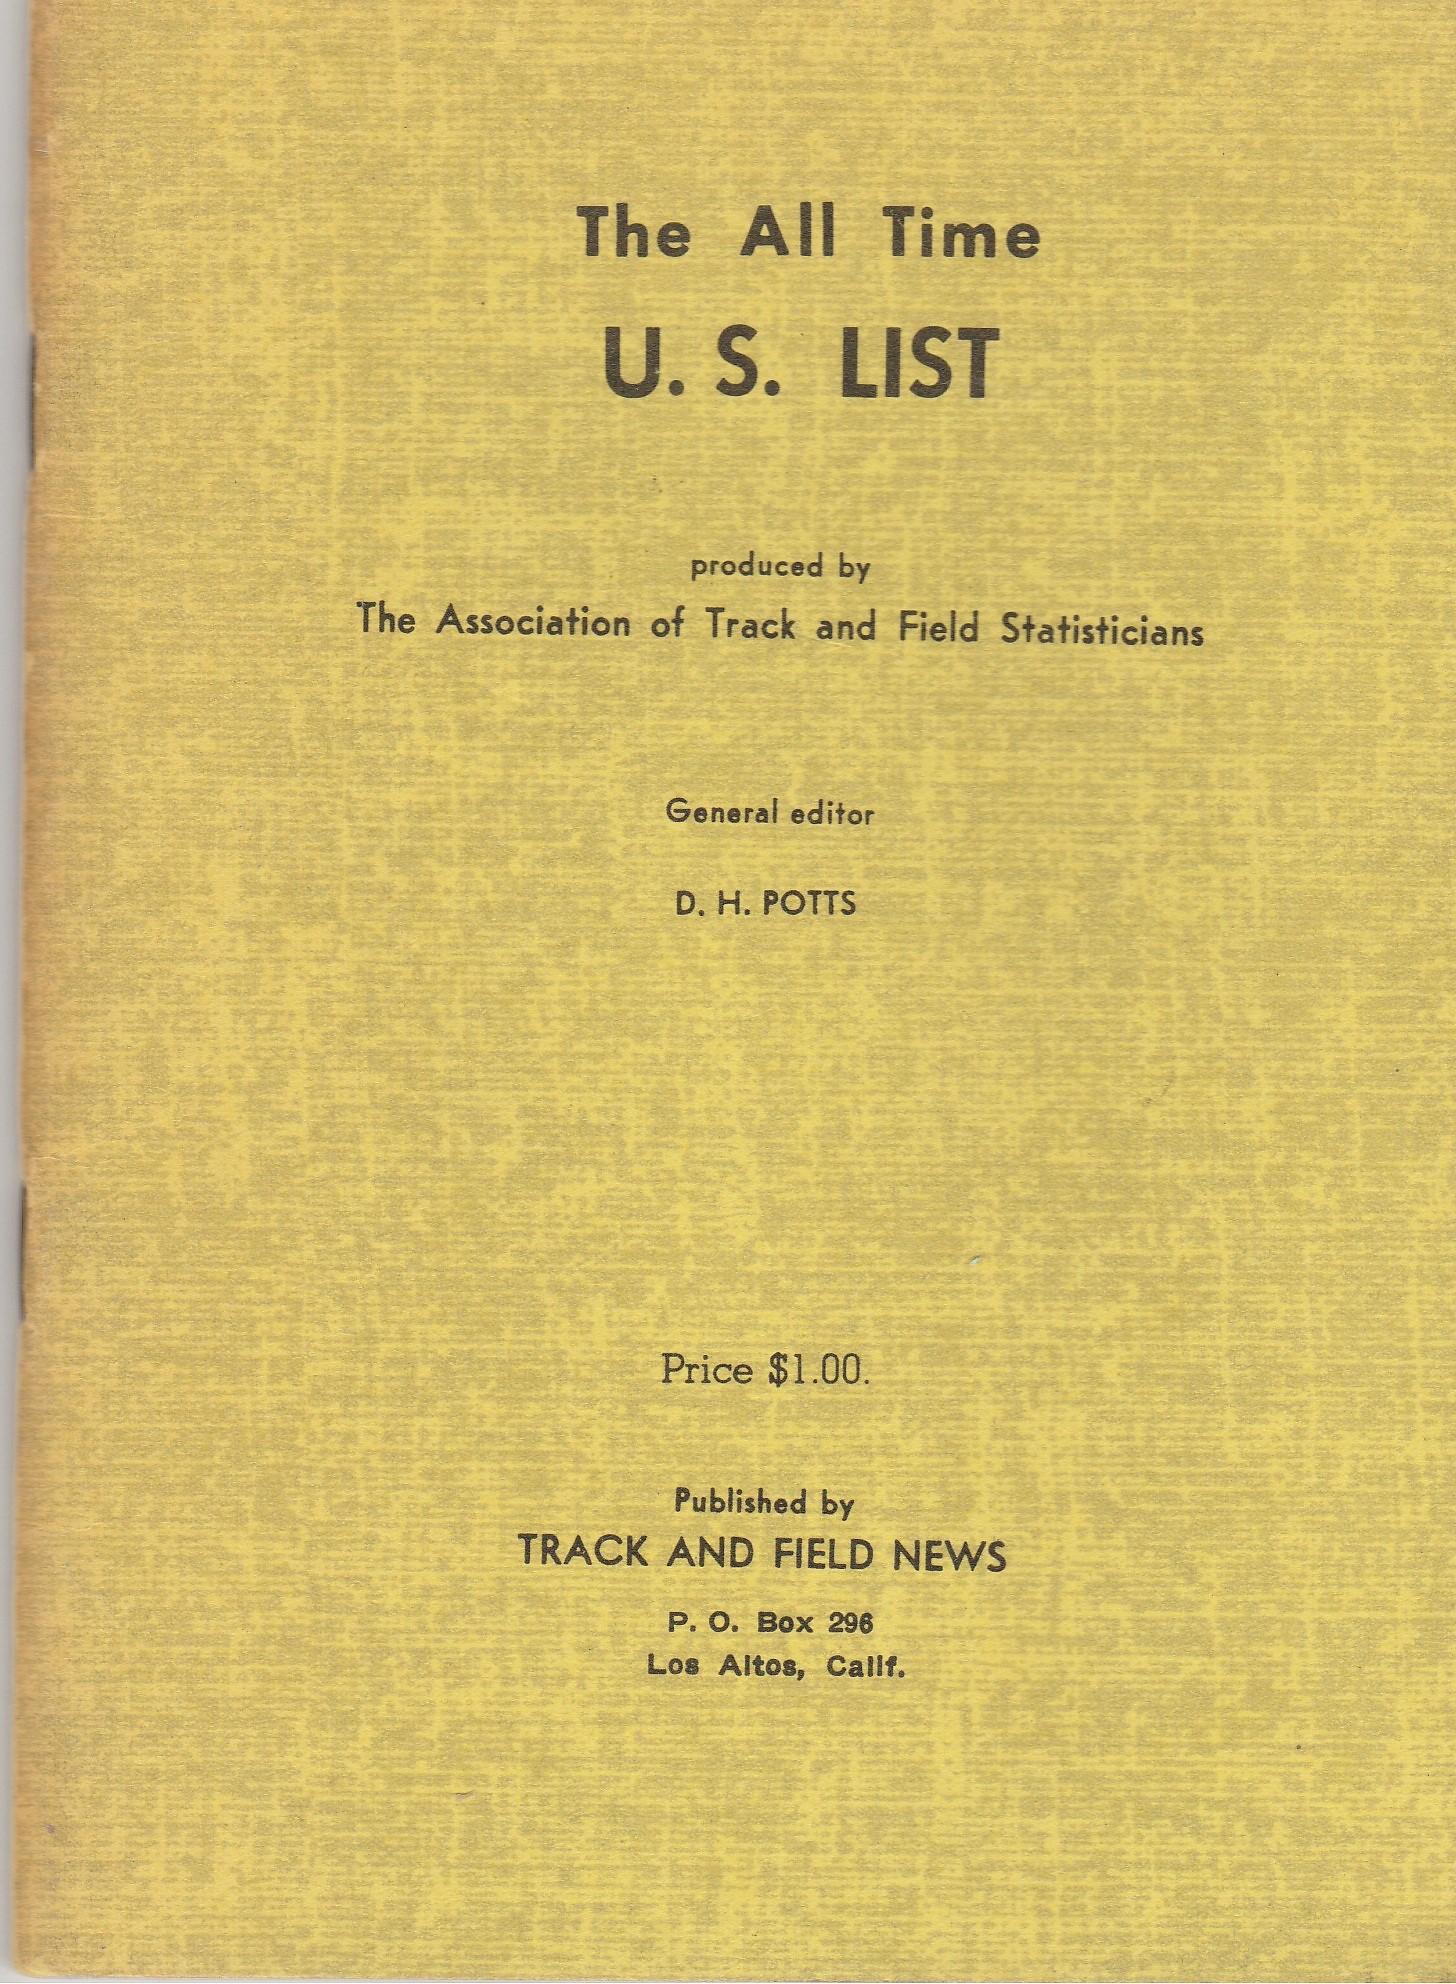 The All Time
U. S. LIST
produced by
The Association of Track and Field Statisticians
General editor
D. H. POTTS
Price $1.00.
Published by
TRACK AND FIELD NEWS
P. O. Box 296
Los Altos, Calif.